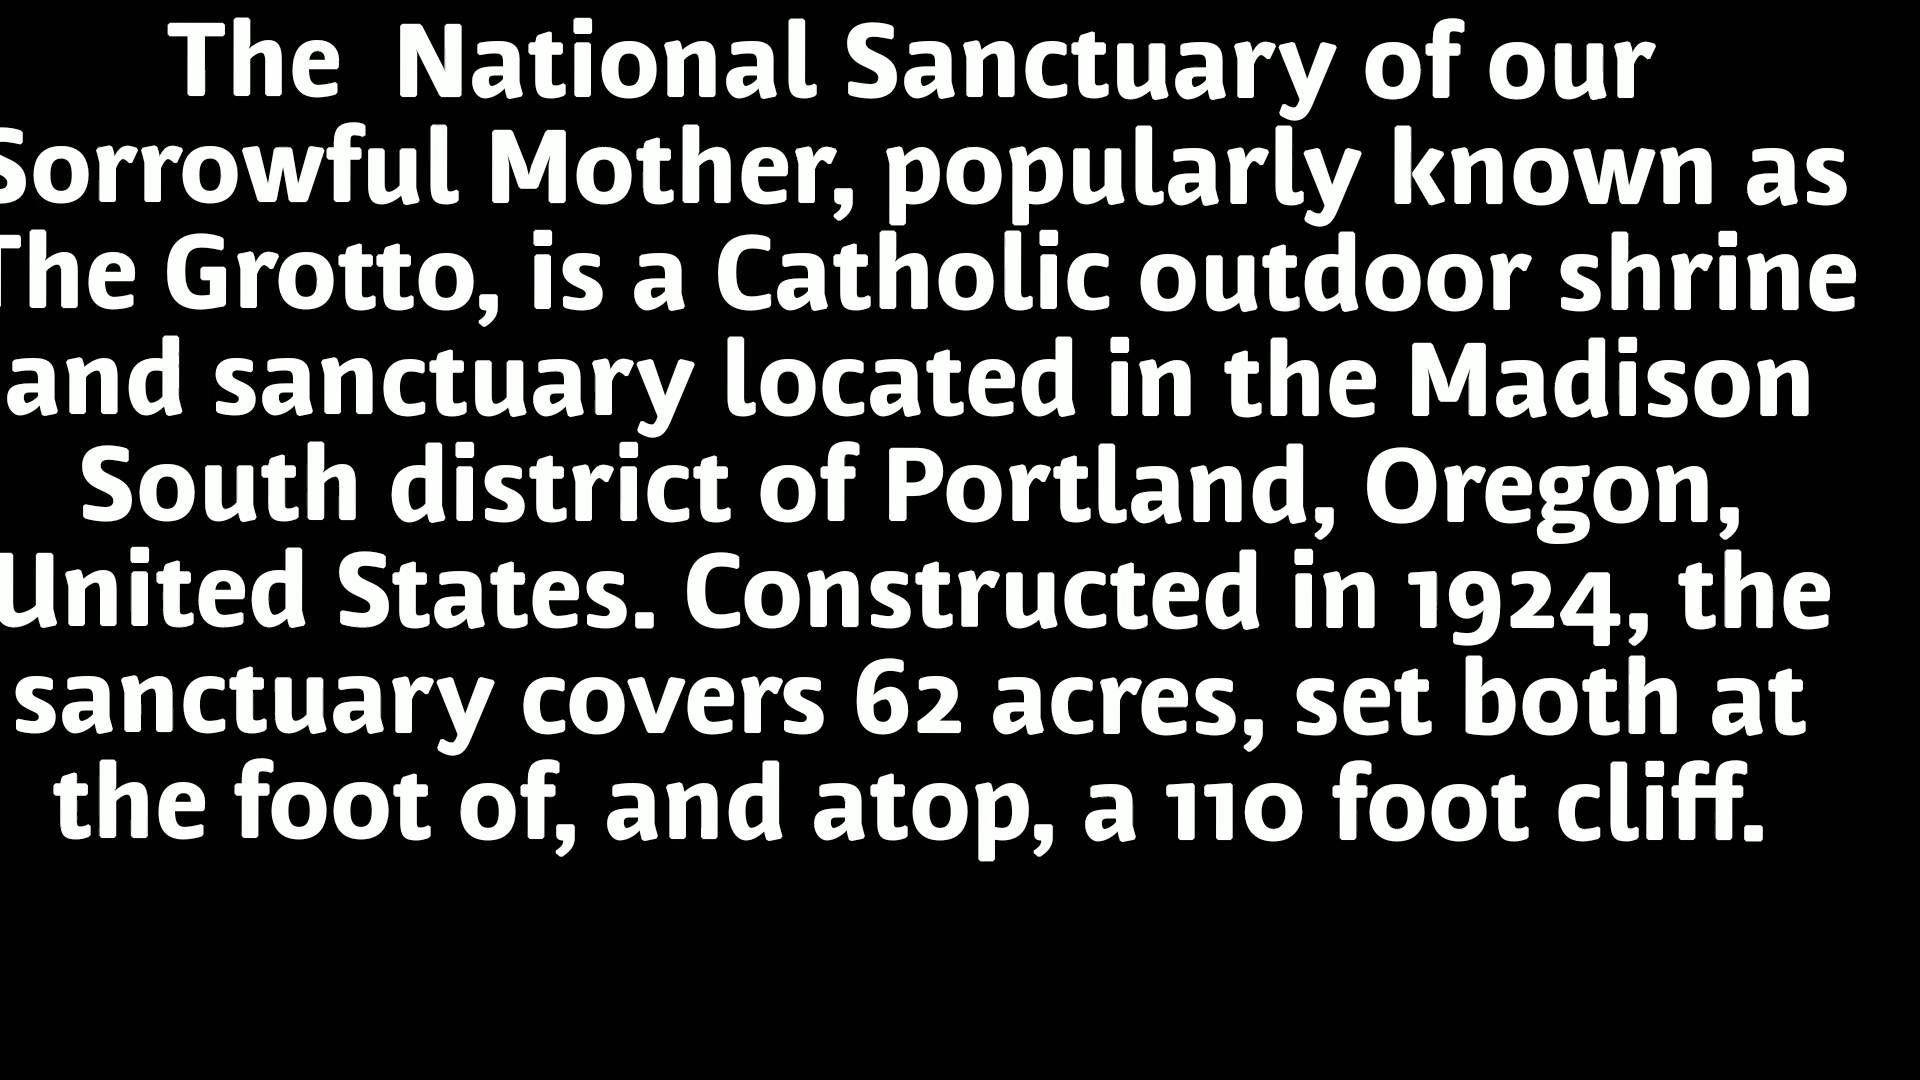 The  National Sanctuary of our
Sorrowful Mother, popularly known as
The Grotto, is a Catholic outdoor shrine
and sanctuary located in the Madison
South district of Portland, Oregon,
United States. Constructed in 1924, the
sanctuary covers 62 acres, set both at
the foot of, and atop, a 110 foot cliff.